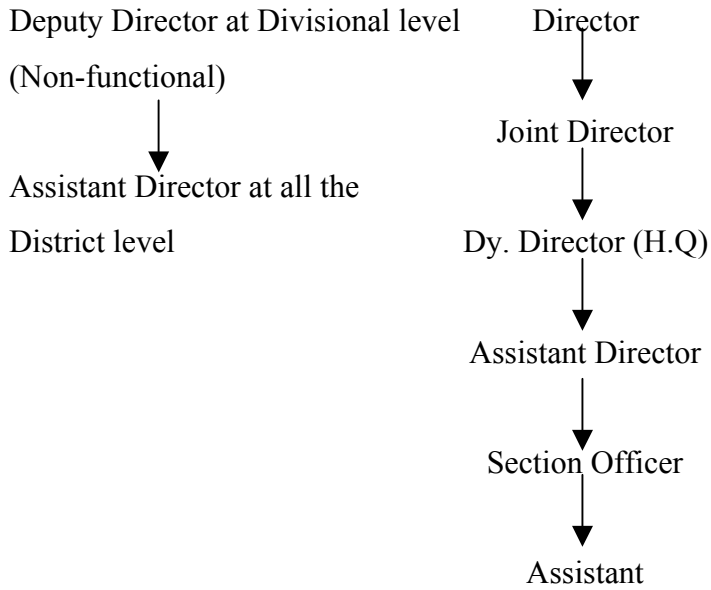 Deputy Director at Divisional level
(Non-functional)
Assistant Director at all the
District level
Director
Joint Director
Dy. Director (H.Q)
Assistant Director
Section Officer
Assistant